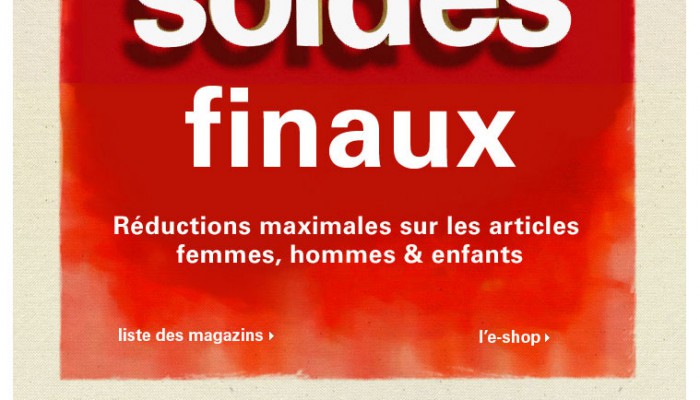 soldes
finaux
Réductions maximales sur les articles
femmes, hommes & enfants
liste des magazins
l'e-shop